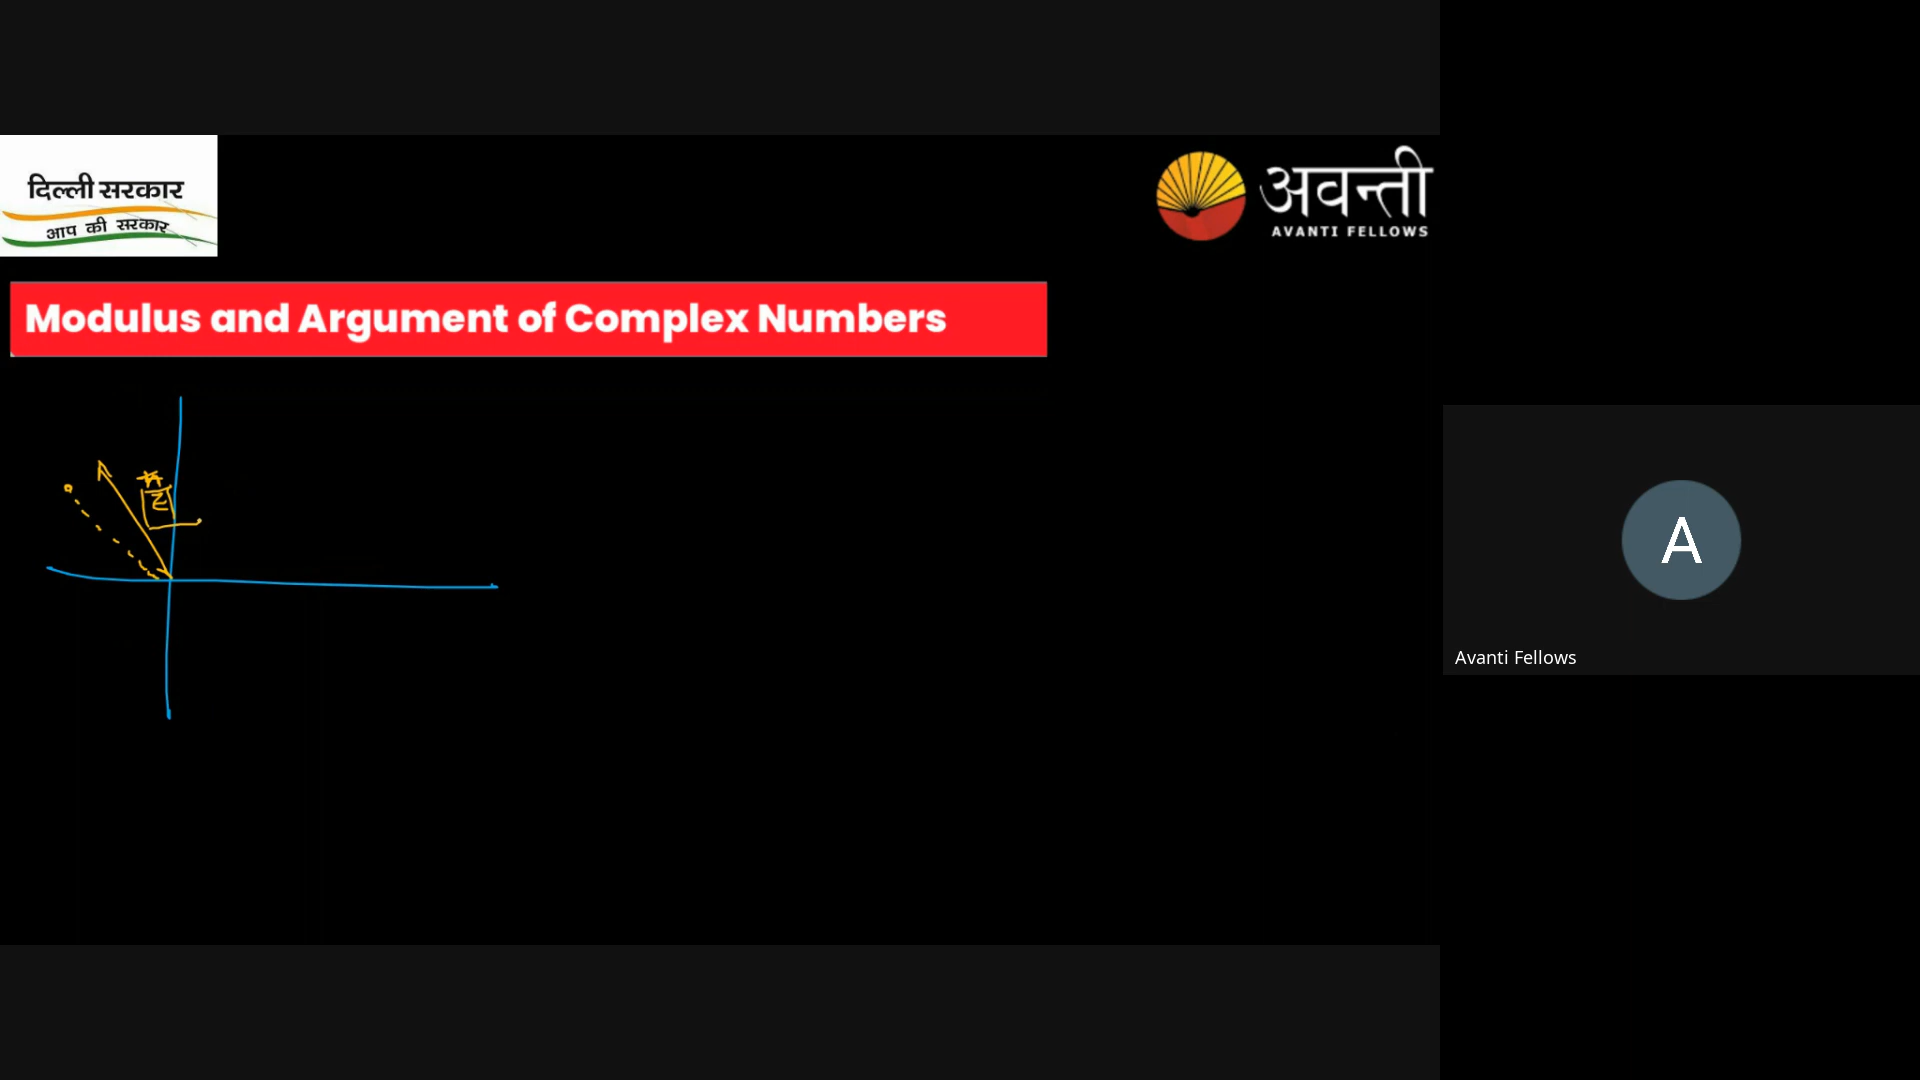 दिल्ली सरकार
आप की सरकार
अवन्ती
AVANTI FELLOWS
Modulus and Argument of Complex Numbers
A
Avanti Fellows